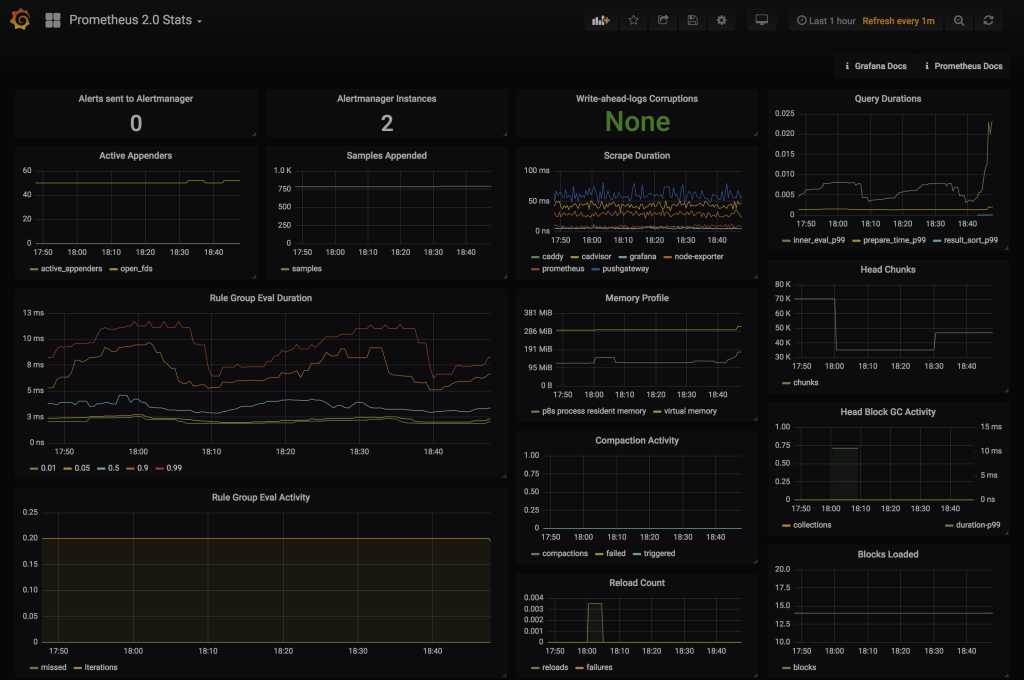 Prometheus 2.0 Stats
Last 1 hour Refresh every 1m
Grafana Docs Prometheus Docs
Alerts sent to Alertmanager
0
Alertmanager Instances
2
Write-ahead-logs Corruptions
None
Query Durations
0.025
0.020
0.015
0.010
0.005
0
17:50 18:00 18:10 18:20 18:30 18:40
inner_eval_p99 prepare_time_p99 result_sort_p99
Active Appenders
60
40
20
0
17:50 18:00 18:10 18:20 18:30 18:40
active_appenders open_fds
Samples Appended
1.0 K
750
500
250
0
17:50 18:00 18:10 18:20 18:30 18:40
samples
Scrape Duration
100 ms
50 ms
0 ns
17:50 18:00 18:10 18:20 18:30 18:40
caddy cadvisor grafana node-exporter
prometheus pushgateway
Head Chunks
80 K
70 K
60 K
50 K
40 K
30 K
17:50 18:00 18:10 18:20 18:30 18:40
chunks
Rule Group Eval Duration
13 ms
10 ms
8 ms
5 ms
3 ms
0 ns
17:50 18:00 18:10 18:20 18:30 18:40
0.01 0.05 0.5 0.9 0.99
Memory Profile
381 MiB
286 MiB
191 MiB
95 MiB
0 B
17:50 18:00 18:10 18:20 18:30 18:40
p8s process resident memory virtual memory
Head Block GC Activity
1.00
0.75
0.50
0.25
0
15 ms
10 ms
5 ms
0 ns
17:50 18:00 18:10 18:20 18:30 18:40
collections duration-p99
Compaction Activity
1.00
0.75
0.50
0.25
0
17:50 18:00 18:10 18:20 18:30 18:40
compactions failed triggered
Rule Group Eval Activity
0.25
0.20
0.15
0.10
0.05
0
17:50 18:00 18:10 18:20 18:30 18:40
missed iterations
Reload Count
0.004
0.003
0.002
0.001
0
17:50 18:00 18:10 18:20 18:30 18:40
reloads failures
Blocks Loaded
20.0
17.5
15.0
12.5
10.0
17:50 18:00 18:10 18:20 18:30 18:40
blocks